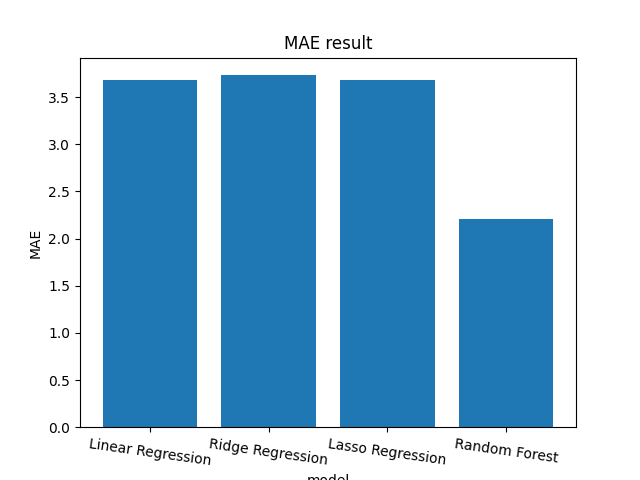 MAE result
MAE
3.5
3.0
2.5
2.0
1.5
1.0
0.5
0.0
Linear Regression
Ridge Regression
Lasso Regression
Random Forest
model